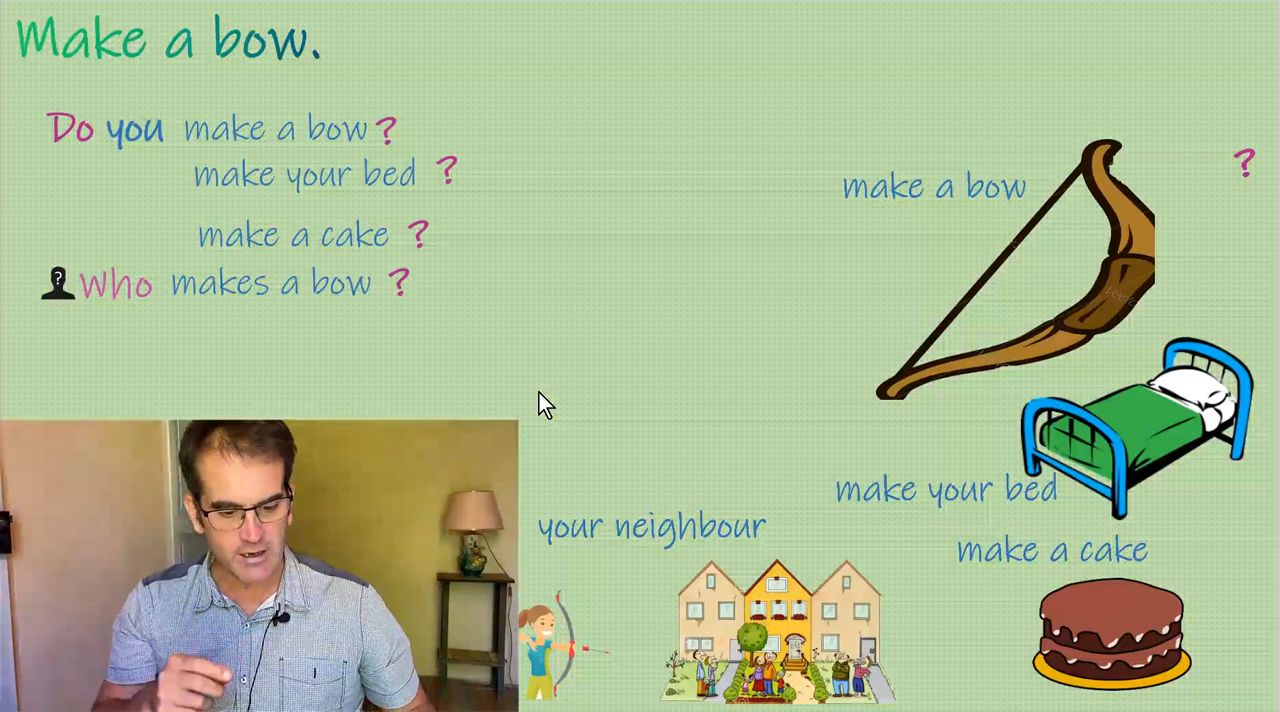 Make a bow.
Do you make a bow ?
make your bed ?
make a cake ?
? Who makes a bow ?
?
make a bow
make your bed
your neighbour
make a cake